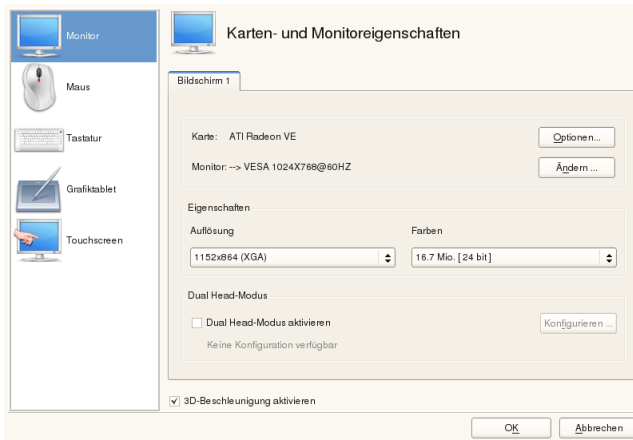 Monitor
Maus
Tastatur
Grafiktablet
Touchscreen
Karten- und Monitoreigenschaften
Bildschirm 1
Karte: ATI Radeon VE
Optionen...
Monitor: --> VESA 1024X768@60HZ
Ändern ...
Eigenschaften
Auflösung
Farben
1152x864 (XGA)
16.7 Mio. [ 24 bit ]
Dual Head-Modus
Dual Head-Modus aktivieren
Konfigurieren ...
Keine Konfiguration verfügbar
3D-Beschleunigung aktivieren
OK
Abbrechen